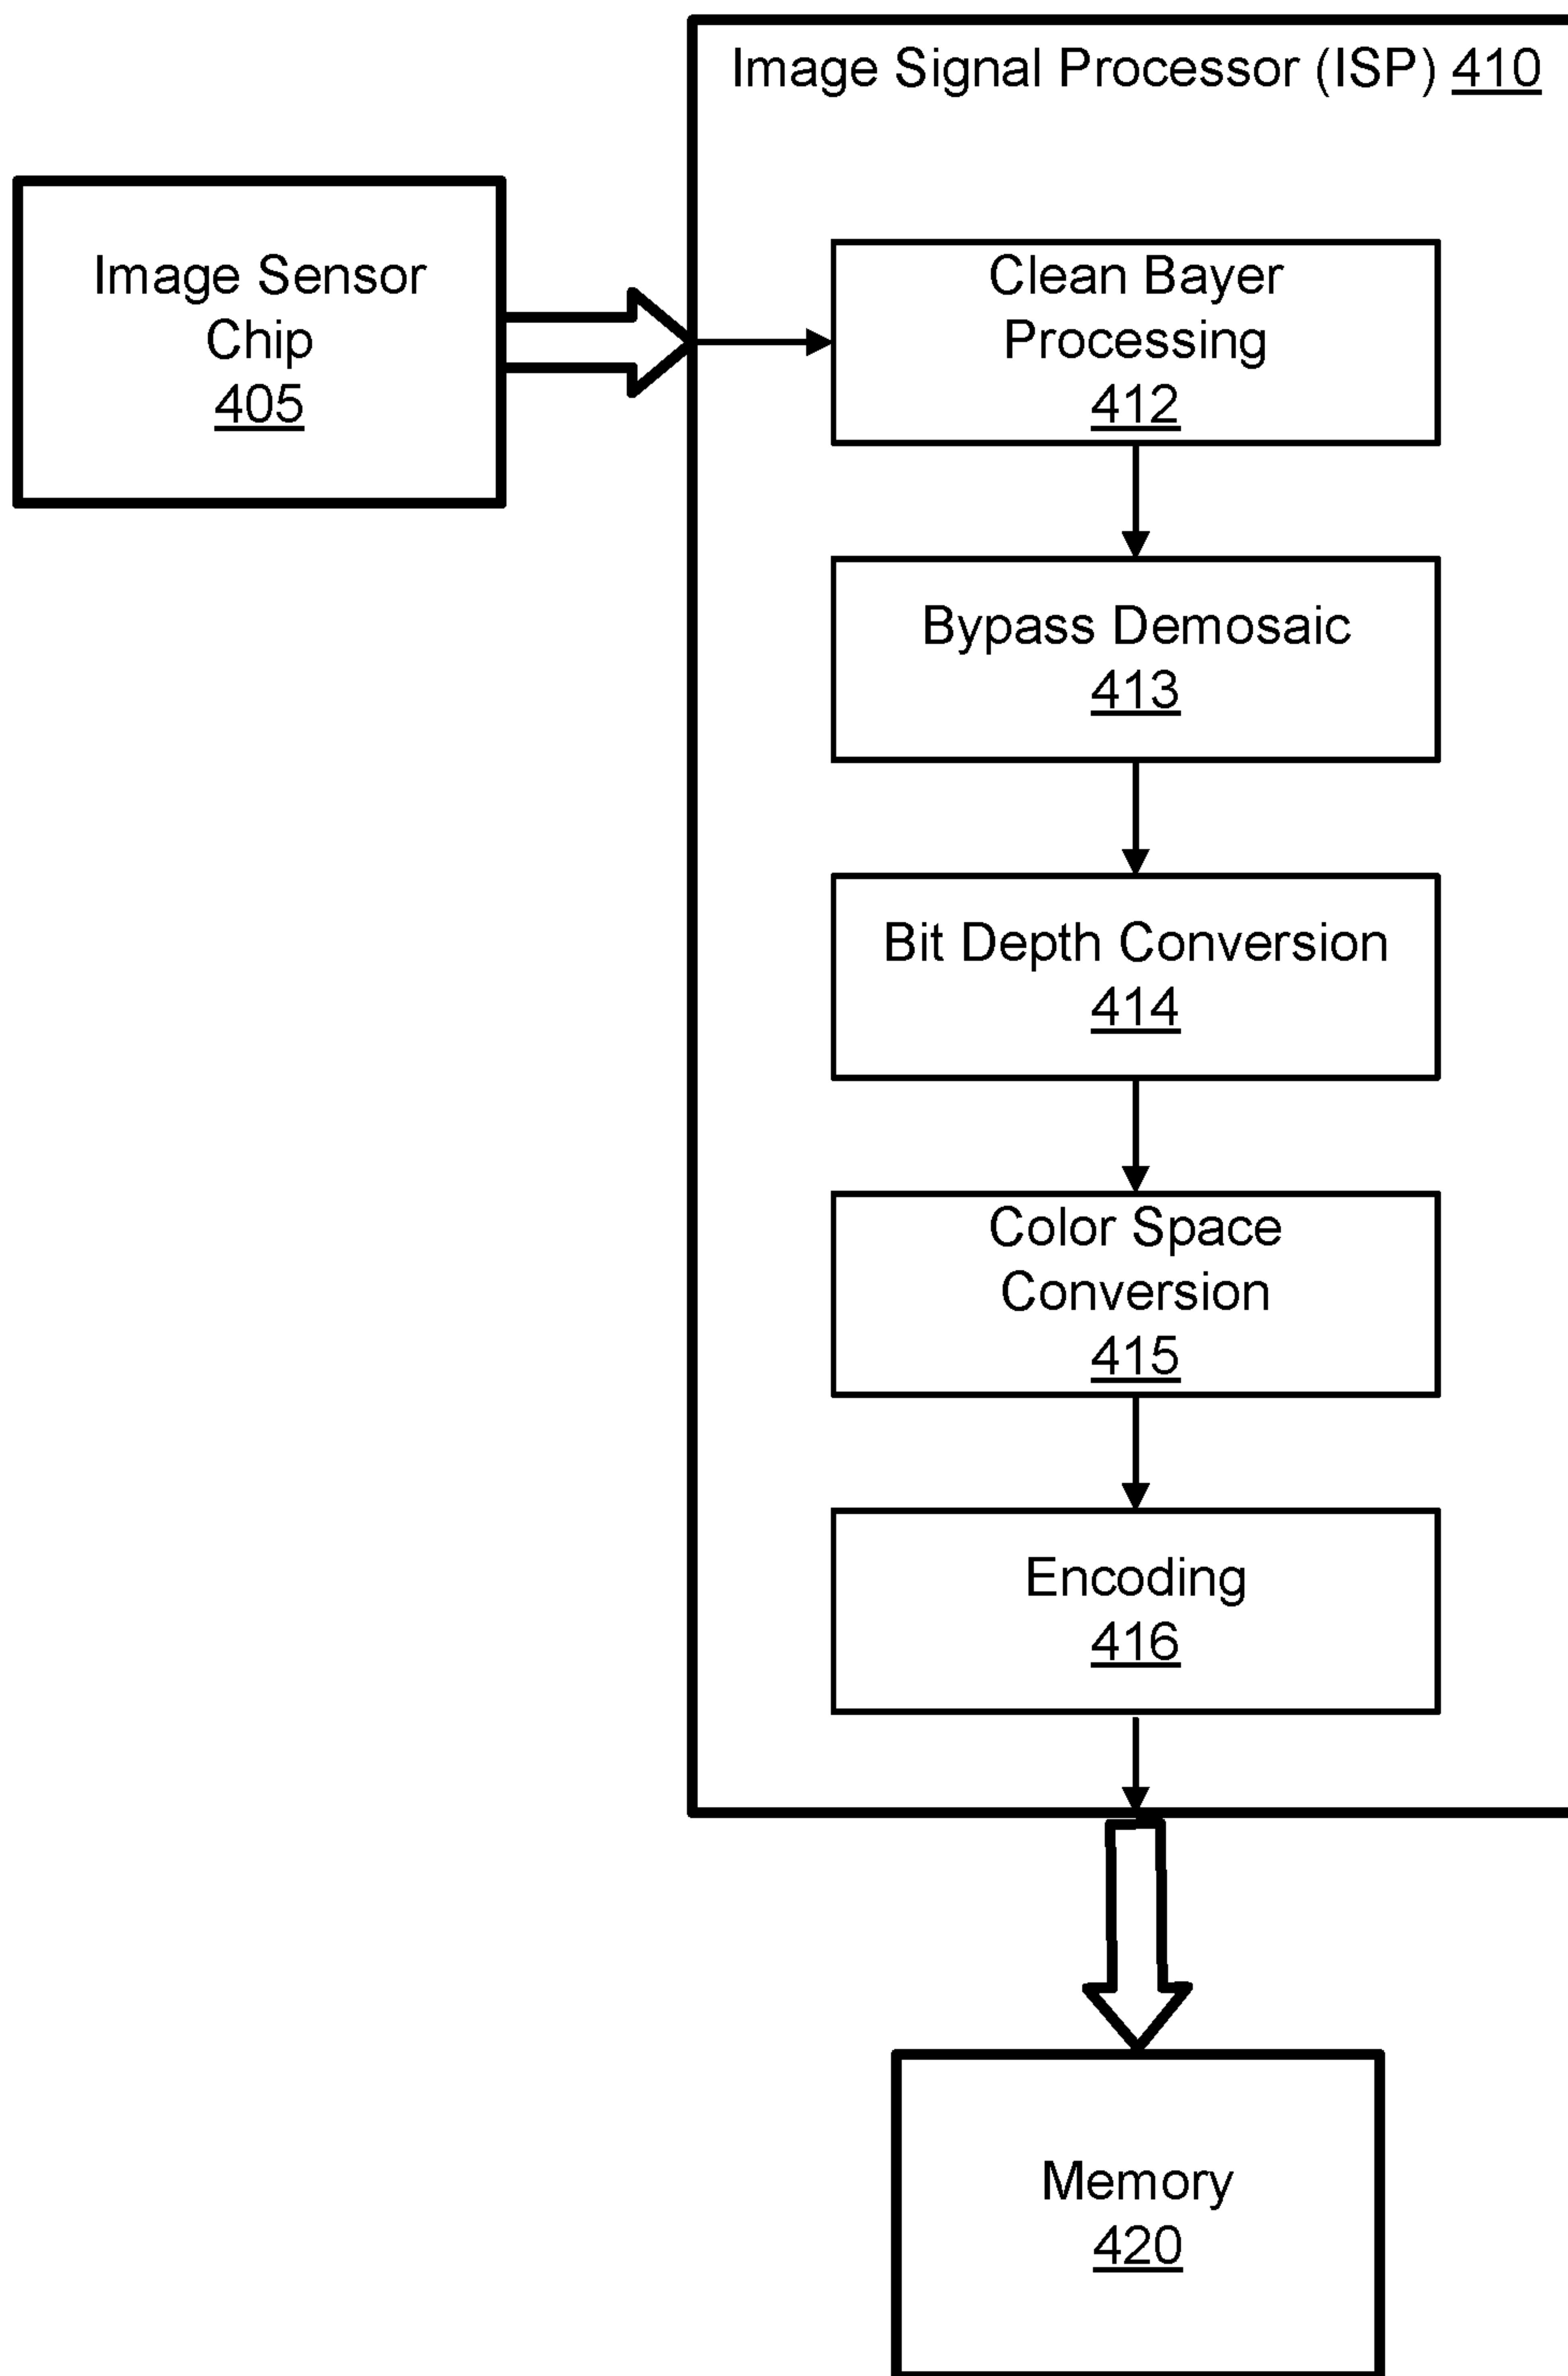 Image Signal Processor (ISP) 410
Image Sensor
Chip
405
Clean Bayer
Processing
412
Bypass Demosaic
413
Bit Depth Conversion
414
Color Space
Conversion
415
Encoding
416
Memory
420